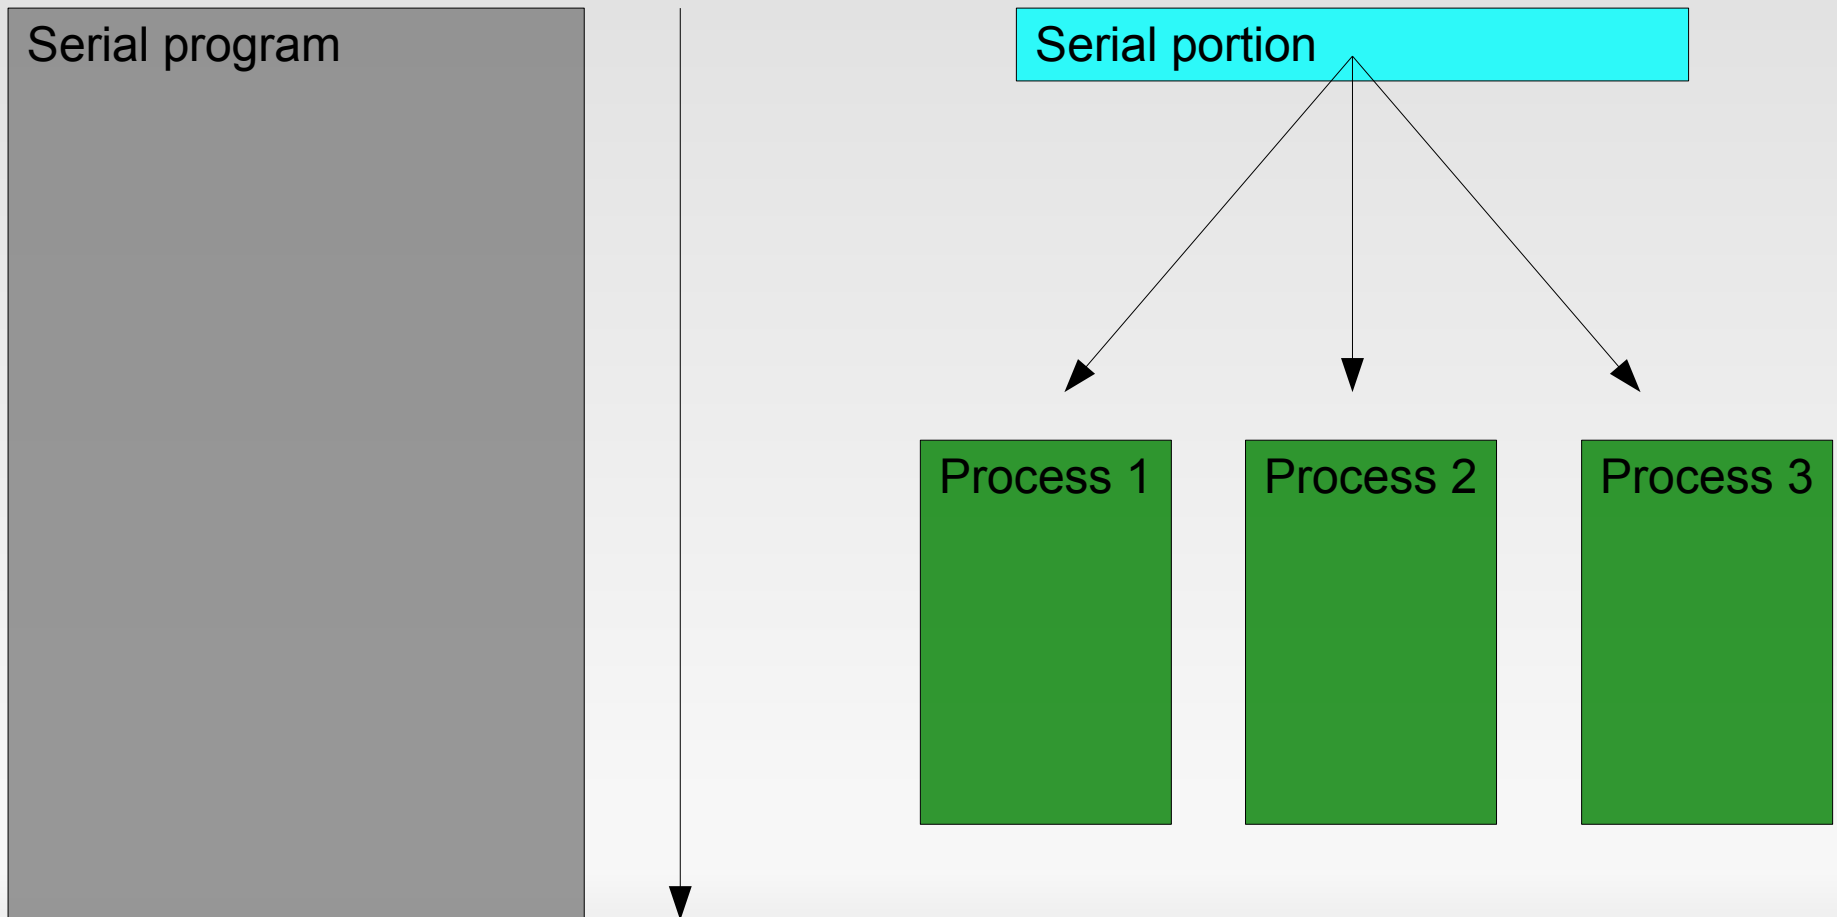 Serial program
Serial portion
Process 1
Process 2
Process 3